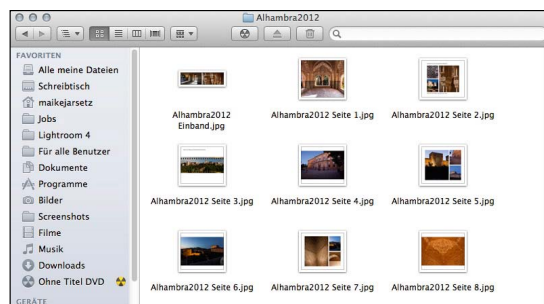 Alhambra2012
FAVORITEN
Alle meine Dateien
Schreibtisch
maikejarsetz
Jobs
Lightroom 4
Für alle Benutzer
Dokumente
Programme
Bilder
Screenshots
Filme
Musik
Downloads
Ohne Titel DVD
GERÄTE
Alhambra2012
Einband.jpg
Alhambra2012 Seite 1.jpg
Alhambra2012 Seite 2.jpg
Alhambra2012 Seite 3.jpg
Alhambra2012 Seite 4.jpg
Alhambra2012 Seite 5.jpg
Alhambra2012 Seite 6.jpg
Alhambra2012 Seite 7.jpg
Alhambra2012 Seite 8.jpg